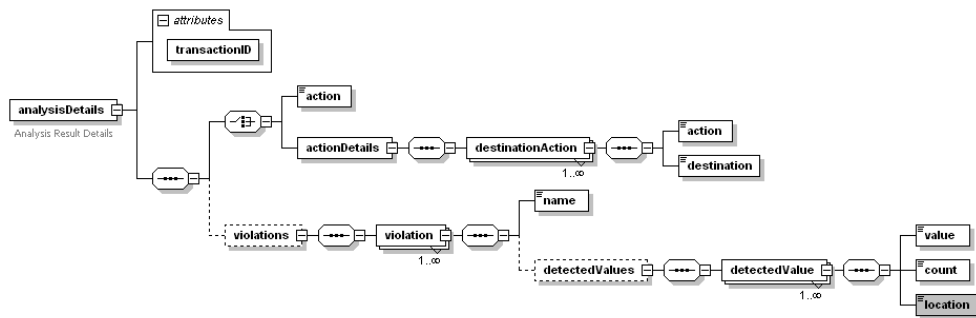 attributes
transactionID
analysisDetails
Analysis Result Details
action
actionDetails
destinationAction
1..∞
action
destination
violations
violation
1..∞
name
detectedValues
detectedValue
1..∞
value
count
location